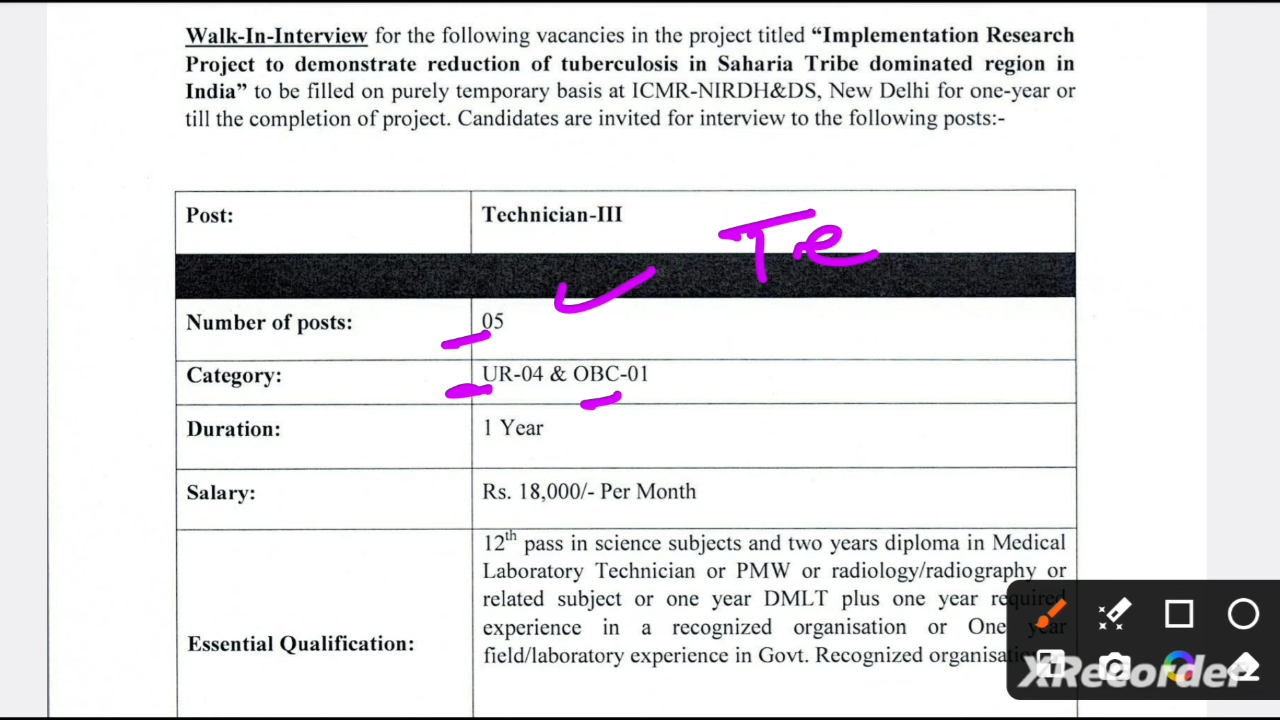 Walk-In-Interview for the following vacancies in the project titled “Implementation Research
Project to demonstrate reduction of tuberculosis in Saharia Tribe dominated region in
India” to be filled on purely temporary basis at ICMR-NIRDH&DS, New Delhi for one-year or
till the completion of project. Candidates are invited for interview to the following posts:-
Post: Technician-III
Te
Number of posts: 05
Category: UR-04 & OBC-01
Duration: 1 Year
Salary: Rs. 18,000/- Per Month
12th pass in science subjects and two years diploma in Medical
Laboratory Technician or PMW or radiology/radiography or
related subject or one year DMLT plus one year required
experience in a recognized organisation or One year
Essential Qualification:
field/laboratory experience in Govt. Recognized organisation
XRecorder